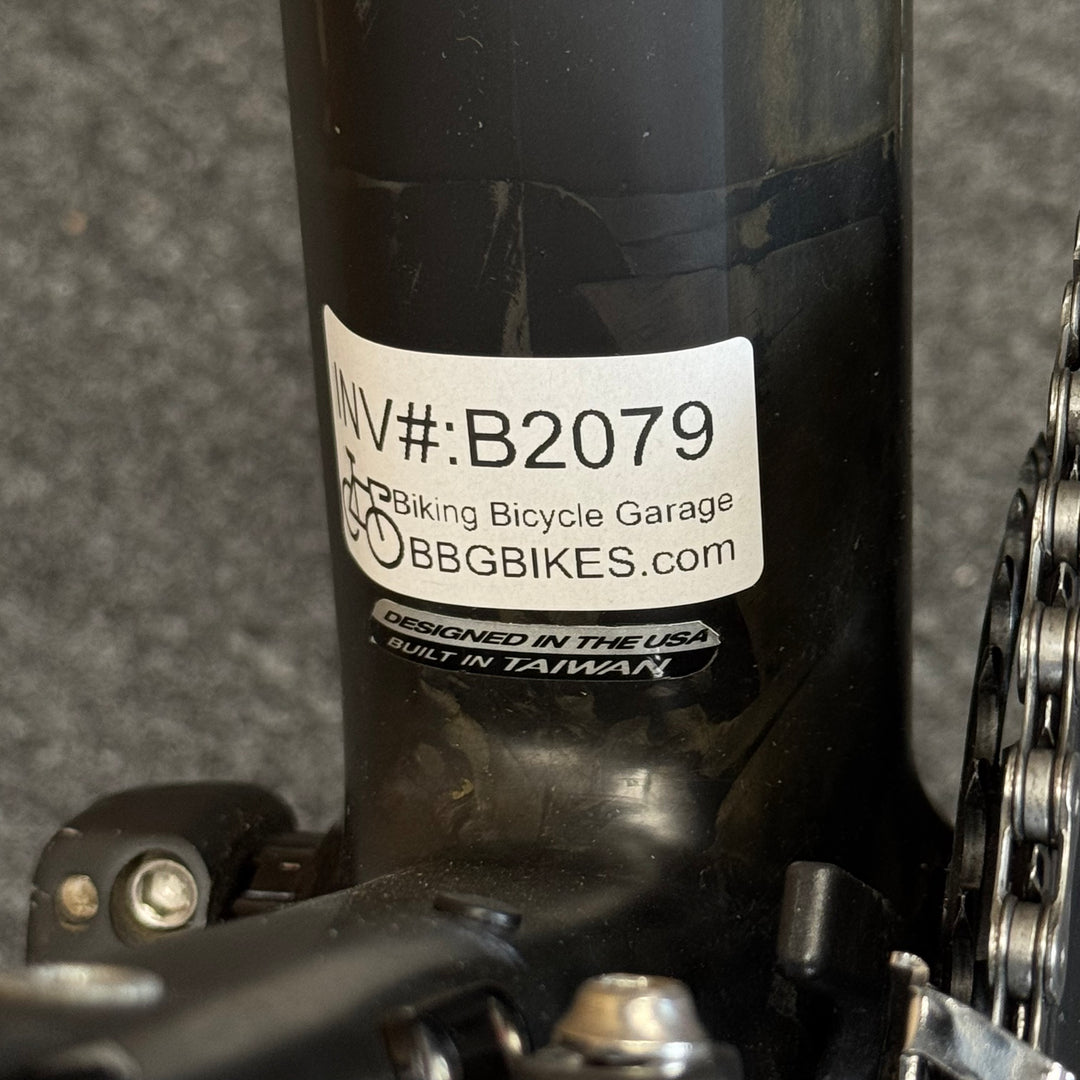 INV#:B2079
Biking Bicycle Garage
BBGBIKES.com
DESIGNED IN THE USA
BUILT IN TAIWAN